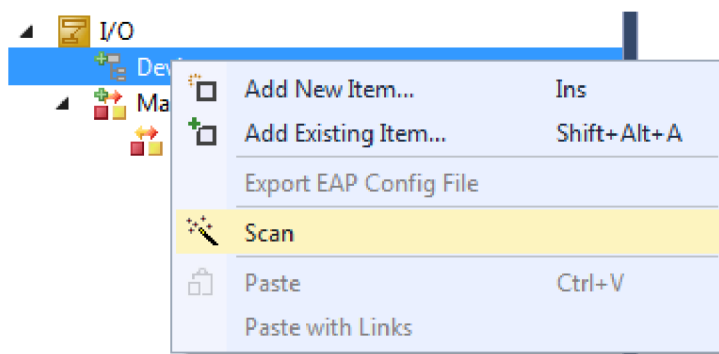 I/O
Add New Item... Ins
Add Existing Item... Shift+Alt+A
Export EAP Config File
Scan
Paste Ctrl+V
Paste with Links